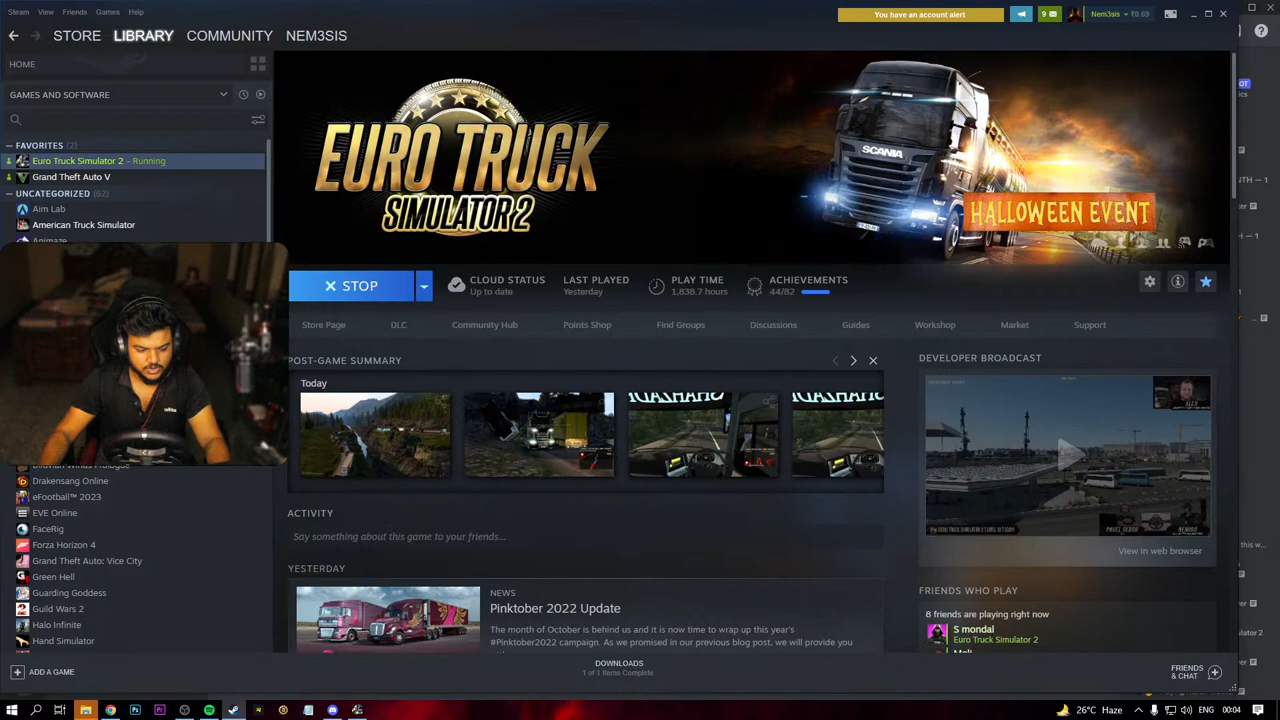 Steam View Friends Games Help
You have an account alert
9
Nem3sis
₹0.69
STORE LIBRARY COMMUNITY NEM3SIS
HOME
GAMES AND SOFTWARE
FAVORITES (2)
Euro Truck Simulator 2 - Running
Grand Theft Auto V
UNCATEGORIZED (62)
Aim Lab
American Truck Simulator
Animaze
Drakensang Online
eFootball™ 2023
EVE Online
FaceRig
Forza Horizon 4
Grand Theft Auto: Vice City
Green Hell
Guarding Goddess
Guild Wars 2
Halo Infinite
Hand Simulator
ADD A GAME
EURO TRUCK
SIMULATOR 2
SCANIA
HALLOWEEN EVENT
STOP
CLOUD STATUS
Up to date
LAST PLAYED
Yesterday
PLAY TIME
1,838.7 hours
ACHIEVEMENTS
44/82
Store Page DLC Community Hub Points Shop Find Groups Discussions Guides Workshop Market Support
POST-GAME SUMMARY
Today
ACTIVITY
Say something about this game to your friends...
YESTERDAY
NEWS
Pinktober 2022 Update
The month of October is behind us and it is now time to wrap up this year's
#Pinktober2022 campaign. As we promised in our previous blog post, we will provide you
DEVELOPER BROADCAST
ALEX
View in web browser
FRIENDS WHO PLAY
8 friends are playing right now
S mondal
Euro Truck Simulator 2
DOWNLOADS
1 of 1 Items Complete
FRIENDS
& CHAT
26°C Haze
ENG
00:04